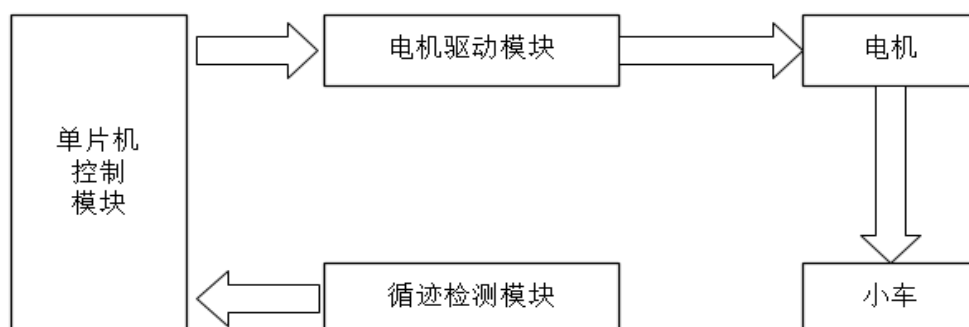 电机驱动模块
电机
单片机
控制
模块
循迹检测模块
小车